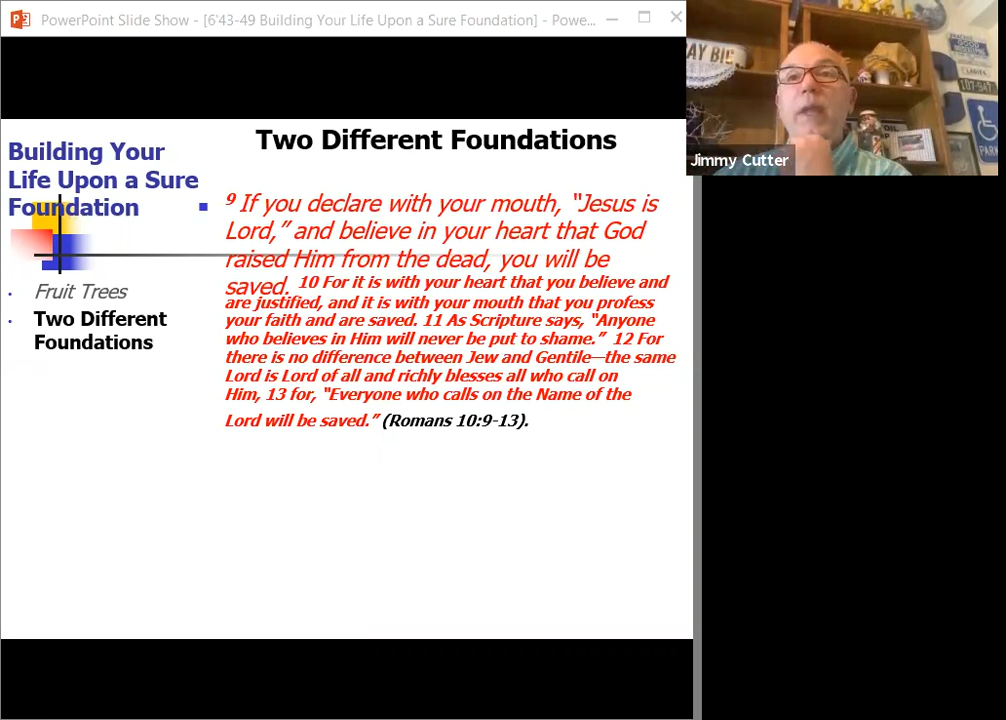 PowerPoint Slide Show - [6'43-49 Building Your Life Upon a Sure Foundation] - Powe...
Building Your
Life Upon a Sure
Foundation
Fruit Trees
Two Different
Foundations
Two Different Foundations
9 If you declare with your mouth, “Jesus is
Lord,” and believe in your heart that God
raised Him from the dead, you will be
saved. 10 For it is with your heart that you believe and
are justified, and it is with your mouth that you profess
your faith and are saved. 11 As Scripture says, “Anyone
who believes in Him will never be put to shame.” 12 For
there is no difference between Jew and Gentile—the same
Lord is Lord of all and richly blesses all who call on
Him, 13 for, “Everyone who calls on the Name of the
Lord will be saved.” (Romans 10:9-13).
Jimmy Cutter